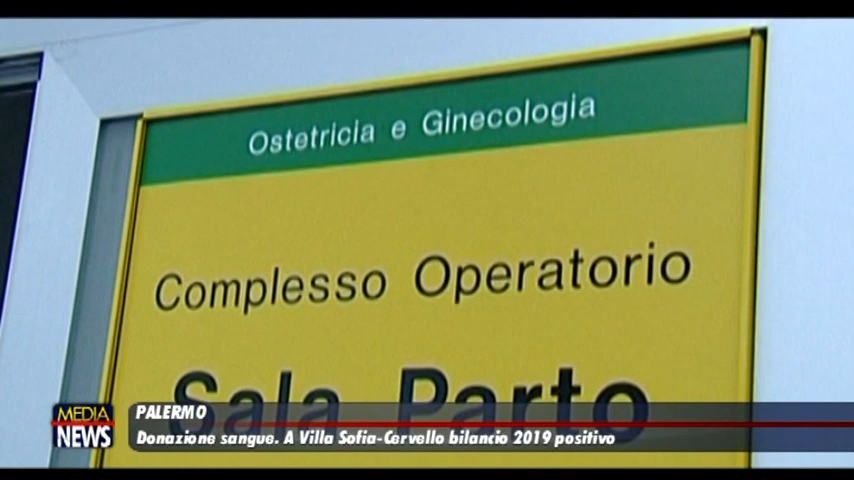 Ostetricia e Ginecologia
Complesso Operatorio
Sala Parto
MEDIA
NEWS
PALERMO
Donazione sangue. A Villa Sofia-Cervello bilancio 2019 positivo